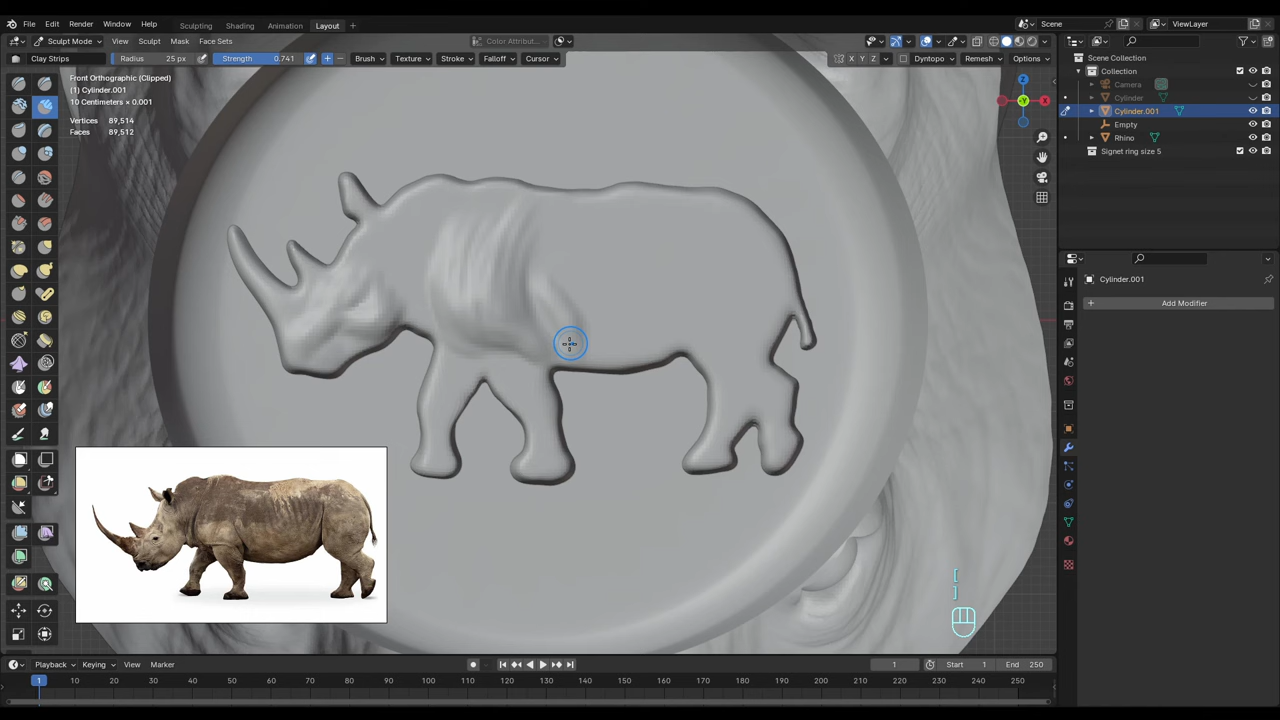 File Edit Render Window Help Sculpting Shading Animation Layout + Scene ViewLayer
Sculpt Mode View Sculpt Mask Face Sets Color Attribut... Scene Collection
Clay Strips Radius 25 px Strength 0.741 Brush Texture Stroke Falloff Cursor X Y Z Dyntopo Remesh Options
Collection
Front Orthographic (Clipped)
(1) Cylinder.001
10 Centimeters × 0.001
Vertices 89,514
Faces 89,512
Z
Y
X
Camera
Cylinder
Cylinder.001
Empty
Rhino
Signet ring size 5
Cylinder.001
Add Modifier
[
]
Playback Keying View Marker 1 Start 1 End 250
1 10 20 30 40 50 60 70 80 90 100 110 120 130 140 150 160 170 180 190 200 210 220 230 240 250